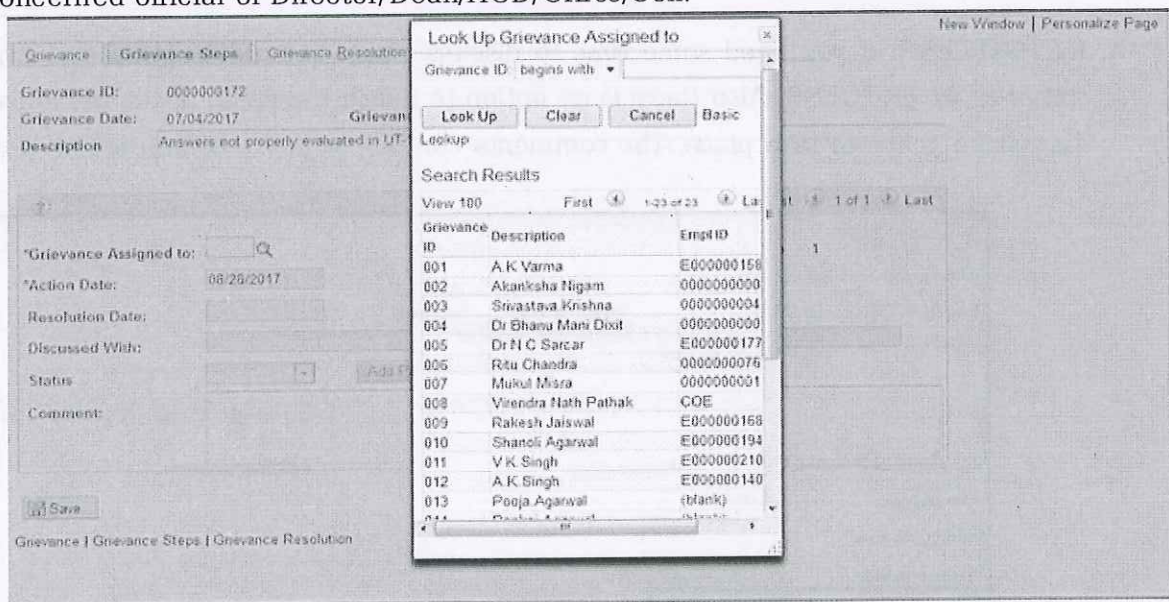 oncerned official of Director/Dean/HOD/
New Window | Personalize Page
Grievance | Grievance Steps | Grievance Resolution
Grievance ID: 0000000172
Grievance Date: 07/04/2017 Grievan
Description Answers not properly evaluated in UT-
1 of 1 Last
*Grievance Assigned to: 1
*Action Date: 08/28/2017
Resolution Date:
Discussed With:
Status
Comment:
Save
Grievance | Grievance Steps | Grievance Resolution
Look Up Grievance Assigned to
Grievance ID begins with
Look Up Clear Cancel Basic
Lookup
Search Results
View 100 First 1-23 of 23 La
Grievance ID Description Empl ID
001 A.K Varma E000000158
002 Akanksha Nigam 0000000000
003 Srivastava Krishna 0000000004
004 Dr Bhanu Mani Dixit 0000000000
005 Dr N C Sarcar E000000177
006 Ritu Chandra 0000000076
007 Mukul Misra 0000000001
008 Virendra Nath Pathak COE
009 Rakesh Jaiswal E000000168
010 Shanoli Agarwal E000000194
011 V K Singh E000000210
012 A.K Singh E000000140
013 Pooja Agarwal (blank)